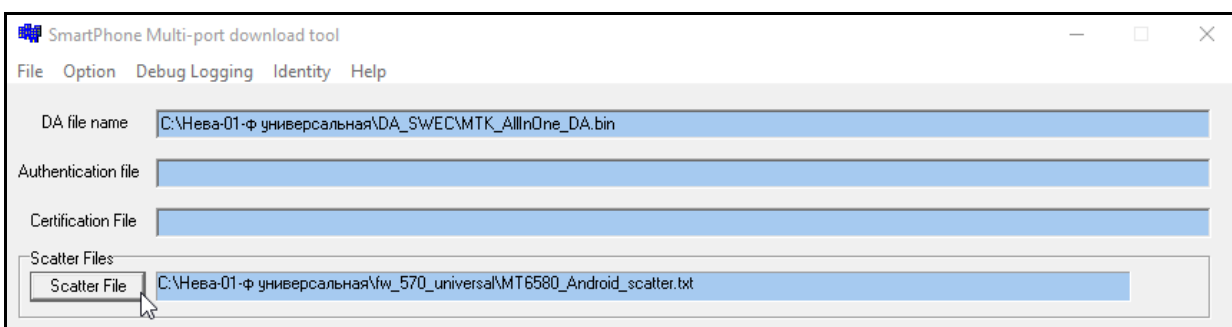 SmartPhone Multi-port download tool
File Option Debug Logging Identity Help
DA file name C:\Нева-01-ф универсальная\DA_SWEC\MTK_AllInOne_DA.bin
Authentication file
Certification File
Scatter Files
Scatter File C:\Нева-01-ф универсальная\fw_570_universal\MT6580_Android_scatter.txt